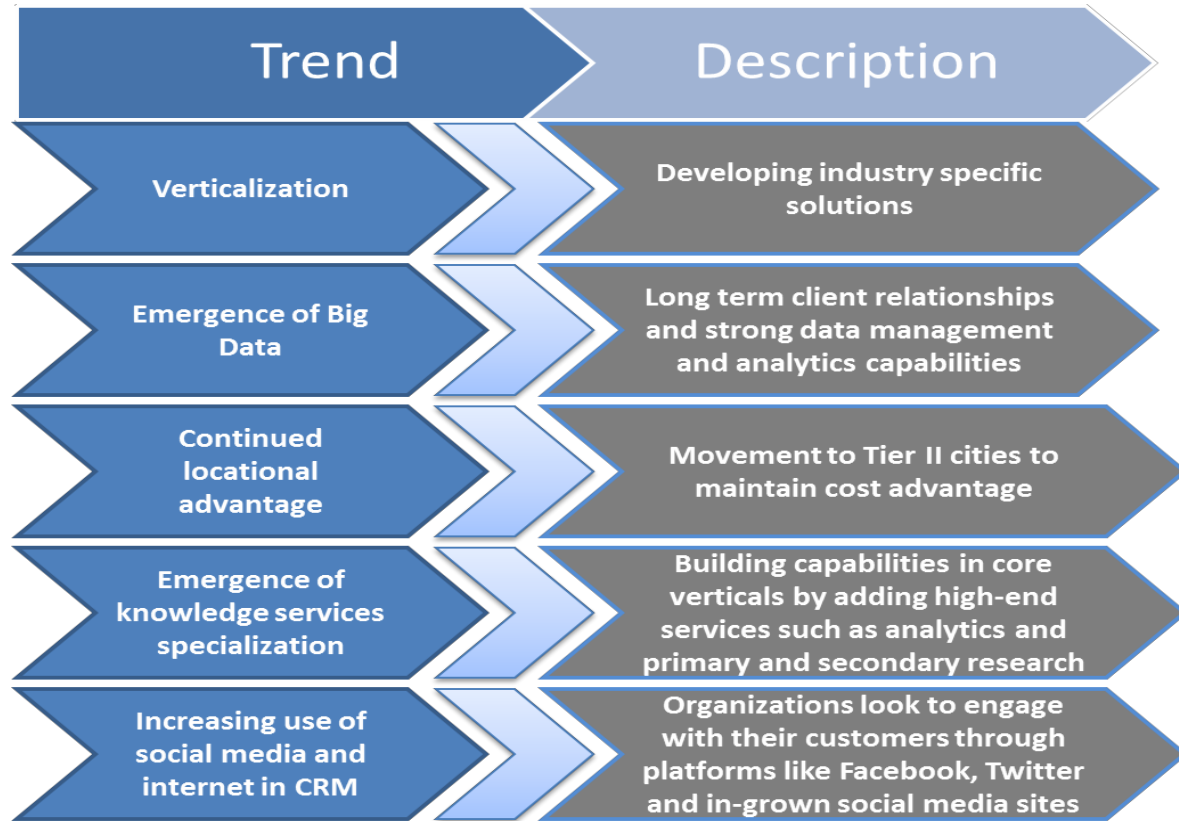 Trend
Description
Verticalization
Developing industry specific
solutions
Emergence of Big
Data
Long term client relationships
and strong data management
and analytics capabilities
Continued
locational
advantage
Movement to Tier II cities to
maintain cost advantage
Emergence of
knowledge services
specialization
Building capabilities in core
verticals by adding high-end
services such as analytics and
primary and secondary research
Increasing use of
social media and
internet in CRM
Organizations look to engage
with their customers through
platforms like Facebook, Twitter
and in-grown social media sites